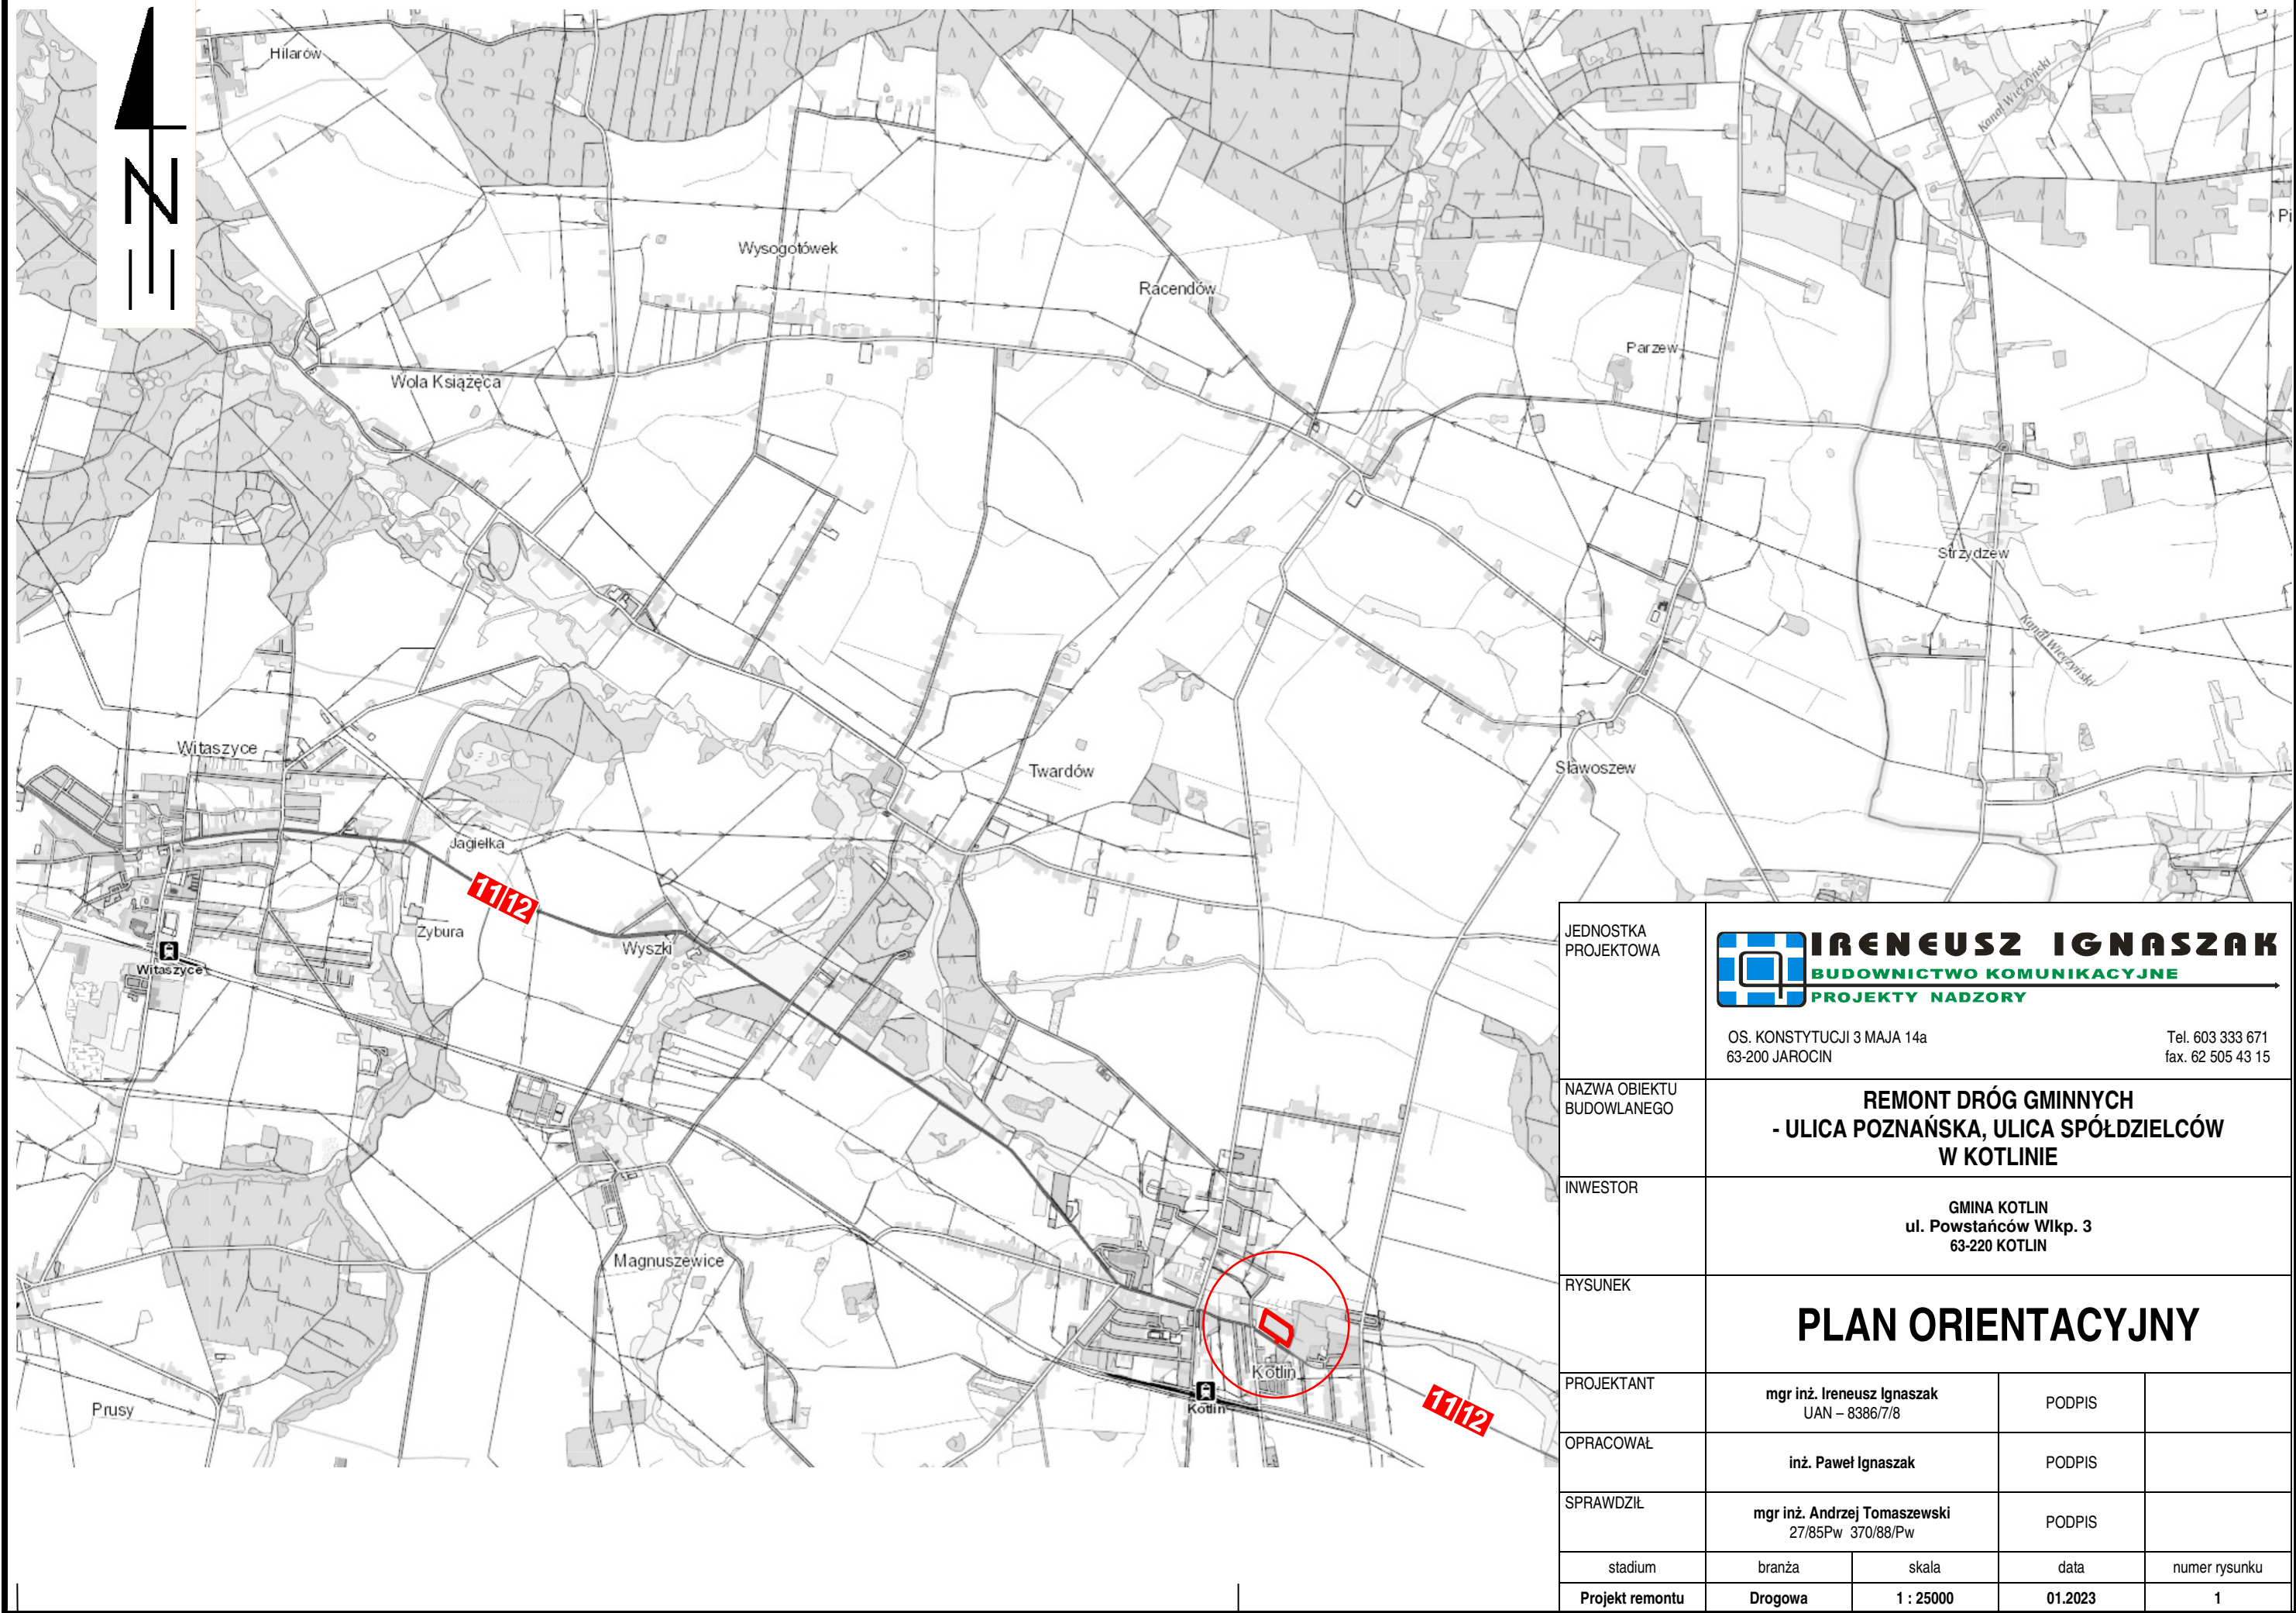 N
Hilarów
Kanał Wieczyński
Wysogotówek
Pi
Racendów
Parzew
Wola Książęca
Strzydzew
Kanał Wieczyński
Witaszyce
Twardów
Sławoszew
Jagiełka
11/12
Żybura
Wyszki
Witaszyce
Magnuszewice
Kotlin
Kotlin
11/12
Prusy
JEDNOSTKA
PROJEKTOWA
IRENEUSZ IGNASZAK
BUDOWNICTWO KOMUNIKACYJNE
PROJEKTY NADZORY
OS. KONSTYTUCJI 3 MAJA 14a
63-200 JAROCIN
Tel. 603 333 671
fax. 62 505 43 15
NAZWA OBIEKTU
BUDOWLANEGO
REMONT DRÓG GMINNYCH
- ULICA POZNAŃSKA, ULICA SPÓŁDZIELCÓW
W KOTLINIE
INWESTOR
GMINA KOTLIN
ul. Powstańców Wlkp. 3
63-220 KOTLIN
RYSUNEK
PLAN ORIENTACYJNY
PROJEKTANT
mgr inż. Ireneusz Ignaszak
UAN – 8386/7/8
PODPIS
OPRACOWAŁ
inż. Paweł Ignaszak
PODPIS
SPRAWDZIŁ
mgr inż. Andrzej Tomaszewski
27/85Pw 370/88/Pw
PODPIS
stadium branża skala data numer rysunku
Projekt remontu Drogowa 1 : 25000 01.2023 1